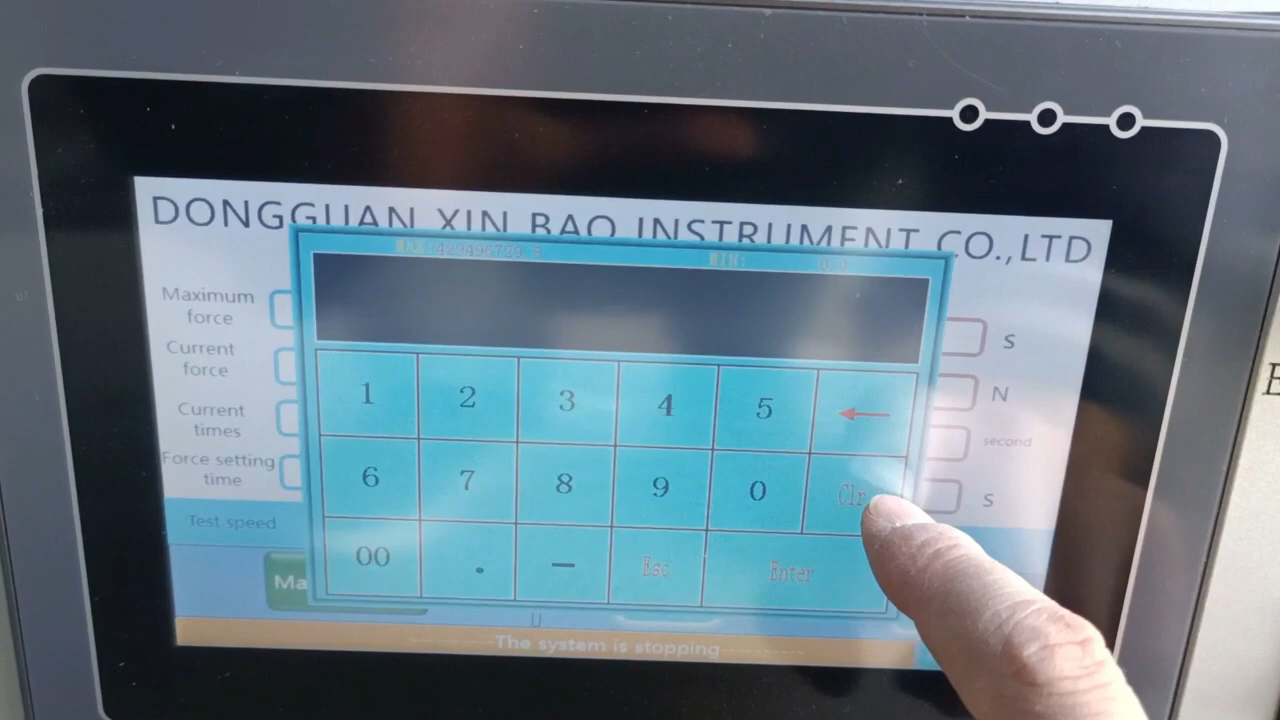 DONGGUAN XIN BAO INSTRUMENT CO.,LTD
MAX:429496729.5 MIN: 0.0
Maximum
force
S
Current
force
N
Current
times
second
Force setting
time
S
1 2 3 4 5 ←
6 7 8 9 0 Clr
00 . − Esc Enter
Test speed
Ma
The system is stopping